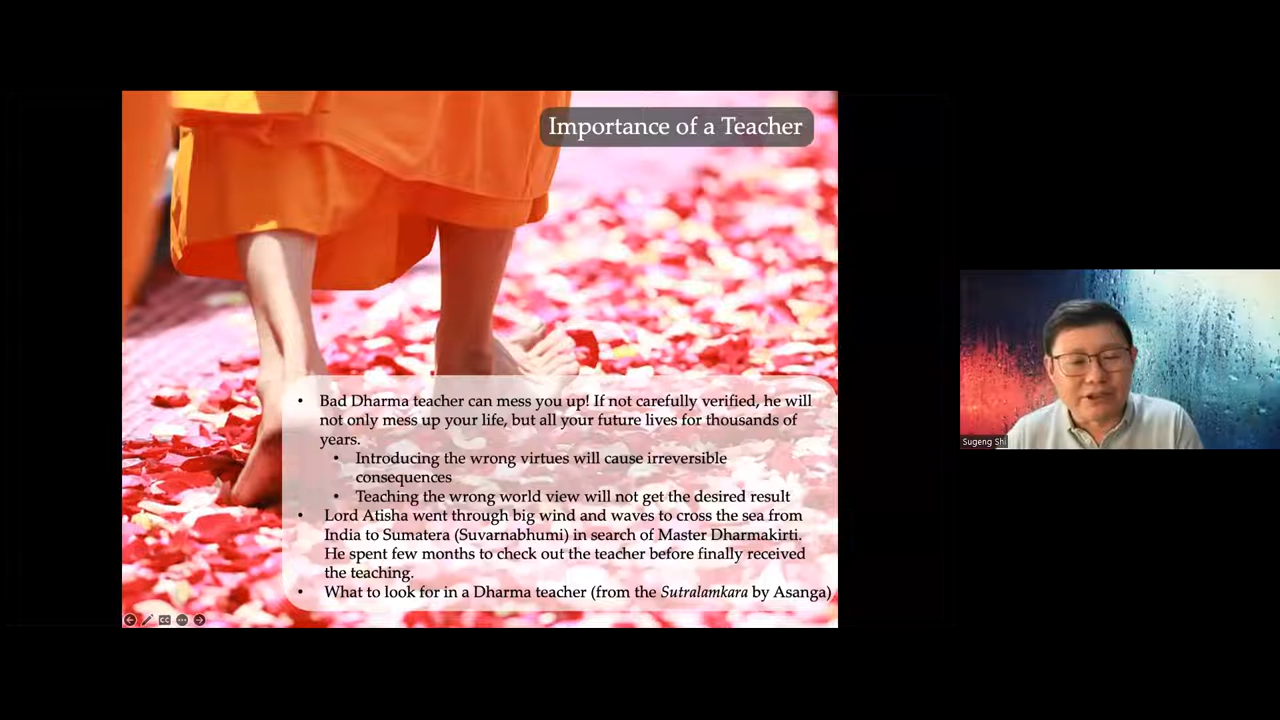 Importance of a Teacher
• Bad Dharma teacher can mess you up! If not carefully verified, he will
not only mess up your life, but all your future lives for thousands of
years.
• Introducing the wrong virtues will cause irreversible
consequences
• Teaching the wrong world view will not get the desired result
• Lord Atisha went through big wind and waves to cross the sea from
India to Sumatera (Suvarnabhumi) in search of Master Dharmakirti.
He spent few months to check out the teacher before finally received
the teaching.
• What to look for in a Dharma teacher (from the Sutralamkara by Asanga)
CC
Sugeng Shi